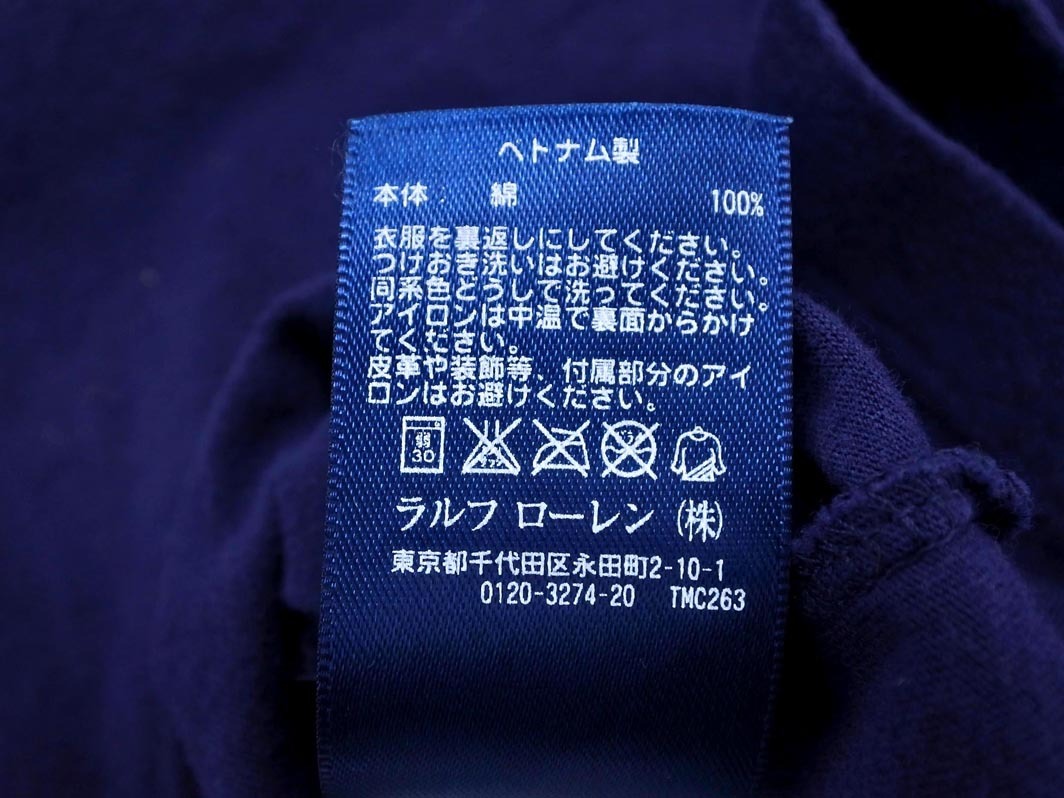 ベトナム製
本体 綿 100%
衣服を裏返しにしてください。
つけおき洗いはお避けください。
同系色どうしで洗ってください。
アイロンは中温で裏面からかけ
てください。
皮革や装飾等、付属部分のアイ
ロンはお避けください。
弱
30
ドライ
ラルフ ローレン (株)
東京都千代田区永田町2-10-1
0120-3274-20 TMC263